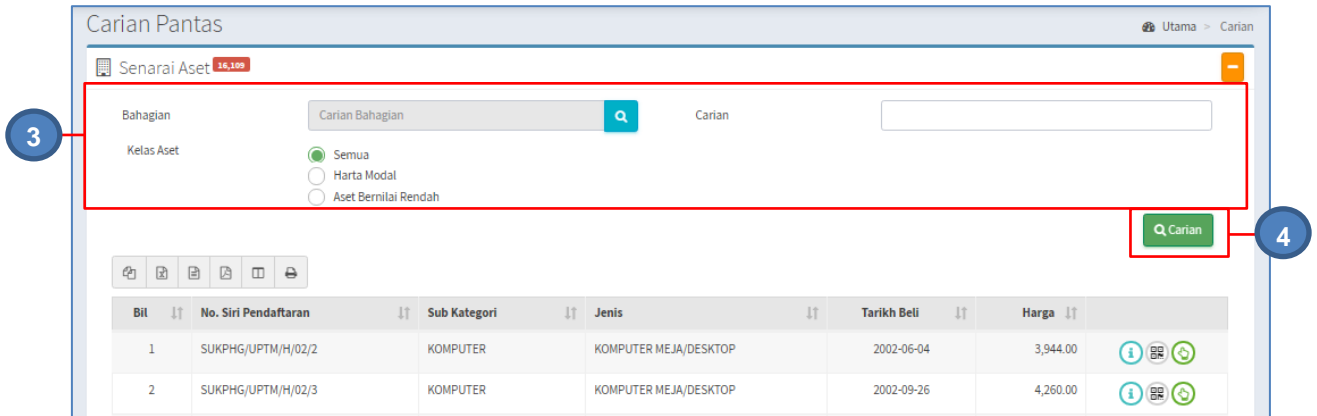 Carian Pantas
Utama > Carian
Senarai Aset 16,109
3
Bahagian
Carian Bahagian
Carian
Kelas Aset
Semua
Harta Modal
Aset Bernilai Rendah
Carian
4
Bil No. Siri Pendaftaran Sub Kategori Jenis Tarikh Beli Harga
1 SUKPHG/UPTM/H/02/2 KOMPUTER KOMPUTER MEJA/DESKTOP 2002-06-04 3,944.00
2 SUKPHG/UPTM/H/02/3 KOMPUTER KOMPUTER MEJA/DESKTOP 2002-09-26 4,260.00